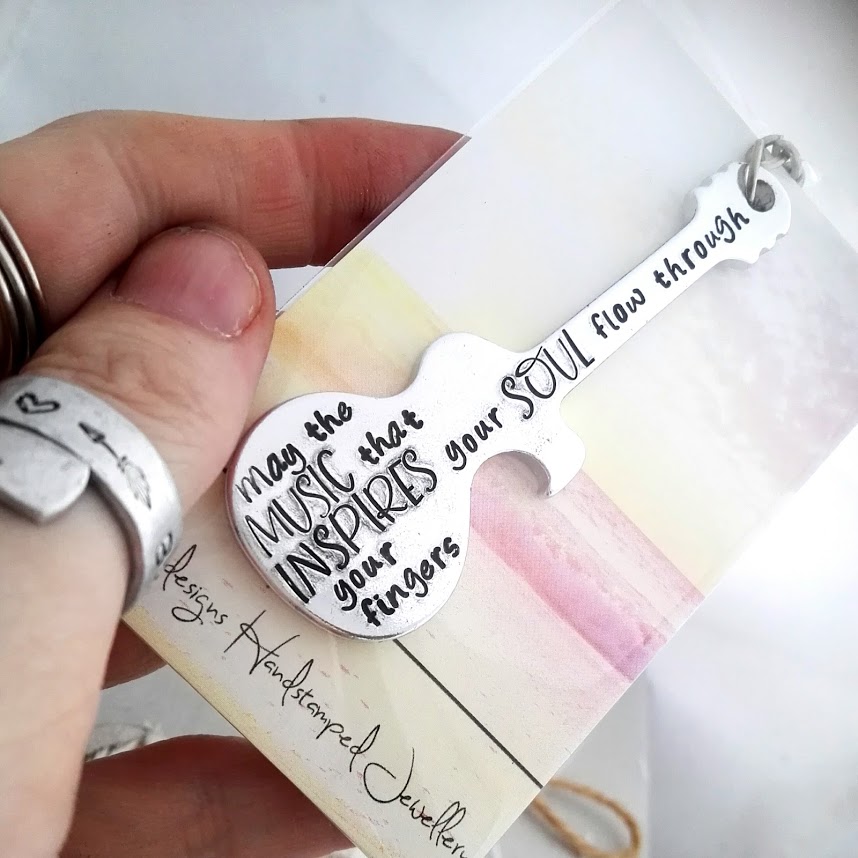 may the
MUSIC that
INSPIRES your SOUL flow through
your
fingers
designs Handstamped Jewellery